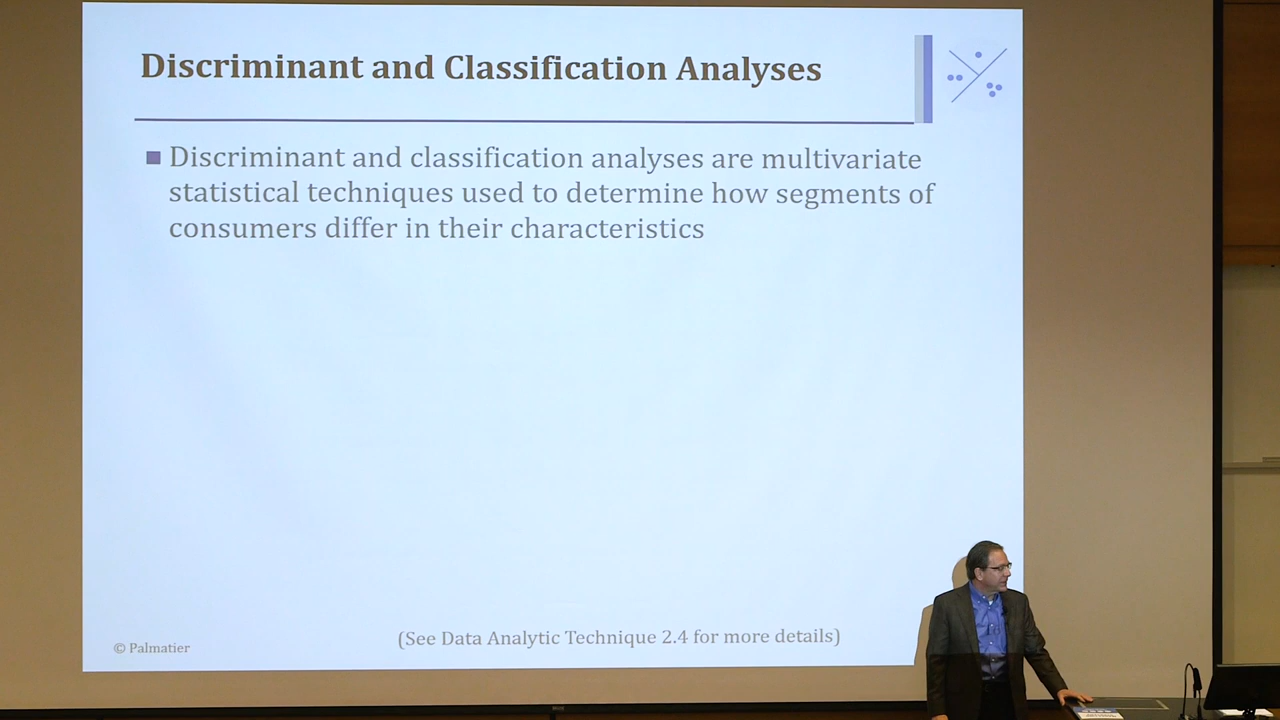 Discriminant and Classification Analyses
Discriminant and classification analyses are multivariate
statistical techniques used to determine how segments of
consumers differ in their characteristics
(See Data Analytic Technique 2.4 for more details)
© Palmatier